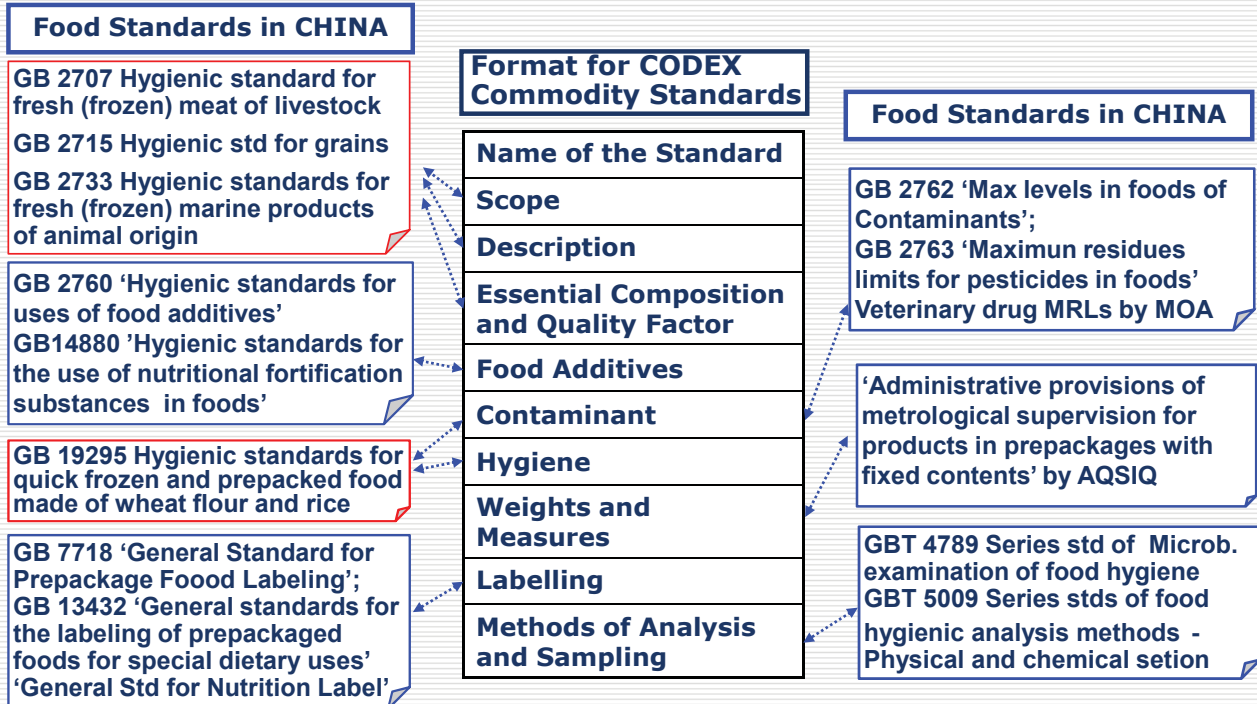 Food Standards in CHINA
GB 2707 Hygienic standard for
fresh (frozen) meat of livestock
GB 2715 Hygienic std for grains
GB 2733 Hygienic standards for
fresh (frozen) marine products
of animal origin
GB 2760 ‘Hygienic standards for
uses of food additives’
GB14880 ’Hygienic standards for
the use of nutritional fortification
substances in foods’
GB 19295 Hygienic standards for
quick frozen and prepacked food
made of wheat flour and rice
GB 7718 ‘General Standard for
Prepackage Foood Labeling’;
GB 13432 ‘General standards for
the labeling of prepackaged
foods for special dietary uses’
‘General Std for Nutrition Label’
Format for CODEX
Commodity Standards
Name of the Standard
Scope
Description
Essential Composition
and Quality Factor
Food Additives
Contaminant
Hygiene
Weights and
Measures
Labelling
Methods of Analysis
and Sampling
Food Standards in CHINA
GB 2762 ‘Max levels in foods of
Contaminants’;
GB 2763 ‘Maximun residues
limits for pesticides in foods’
Veterinary drug MRLs by MOA
‘Administrative provisions of
metrological supervision for
products in prepackages with
fixed contents’ by AQSIQ
GBT 4789 Series std of Microb.
examination of food hygiene
GBT 5009 Series stds of food
hygienic analysis methods -
Physical and chemical setion